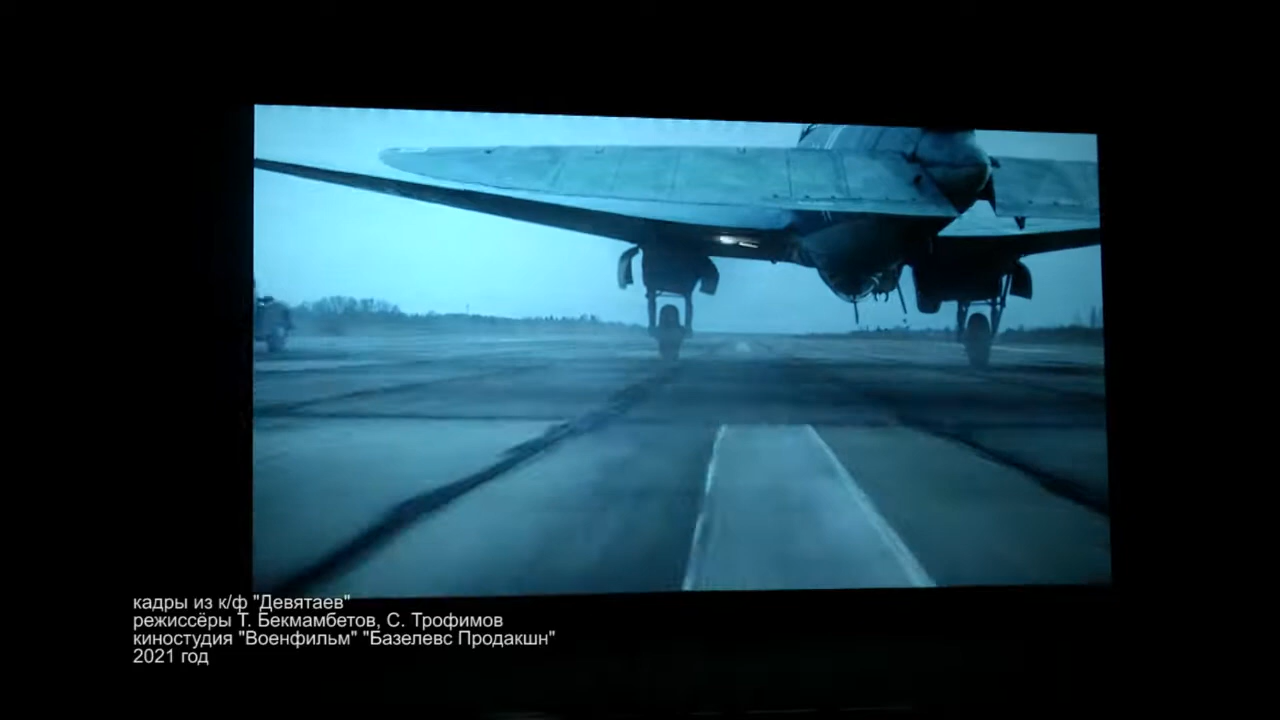 кадры из к/ф "Девятаев"
режиссёры Т. Бекмамбетов, С. Трофимов
киностудия "Военфильм" "Базелевс Продакшн"
2021 год